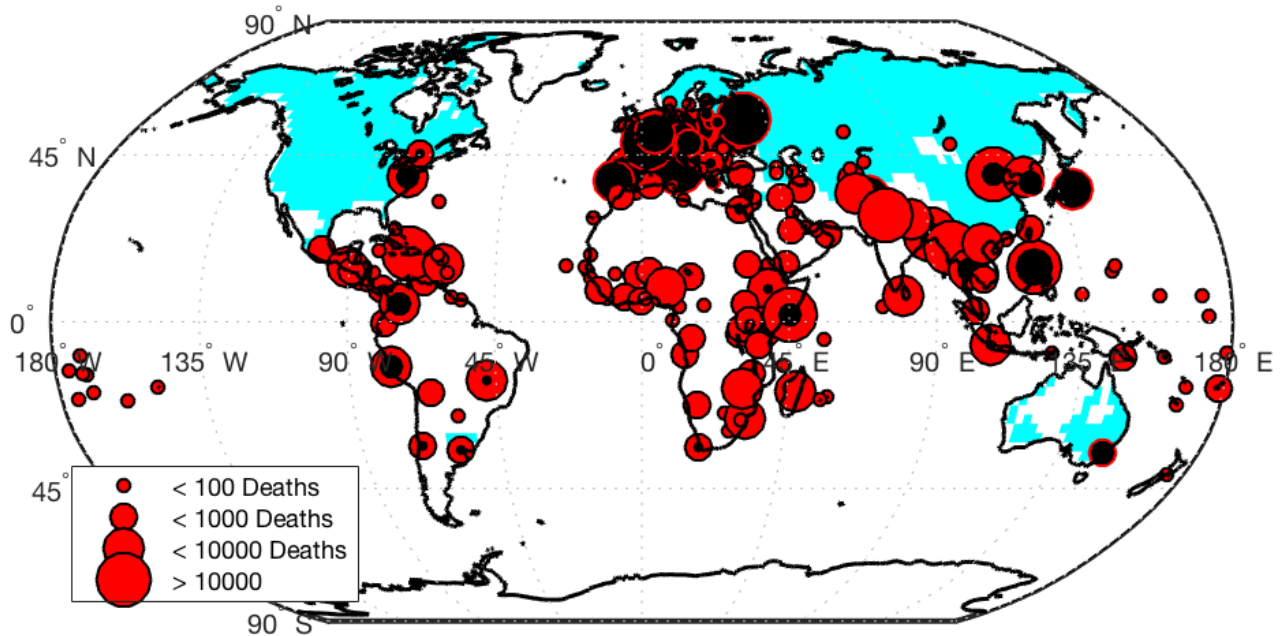 90° N
45° N
0°
180° W 135° W 90° W 45° W 0° 45° E 90° E 135° E 180° E
45°
90° S
< 100 Deaths
< 1000 Deaths
< 10000 Deaths
> 10000